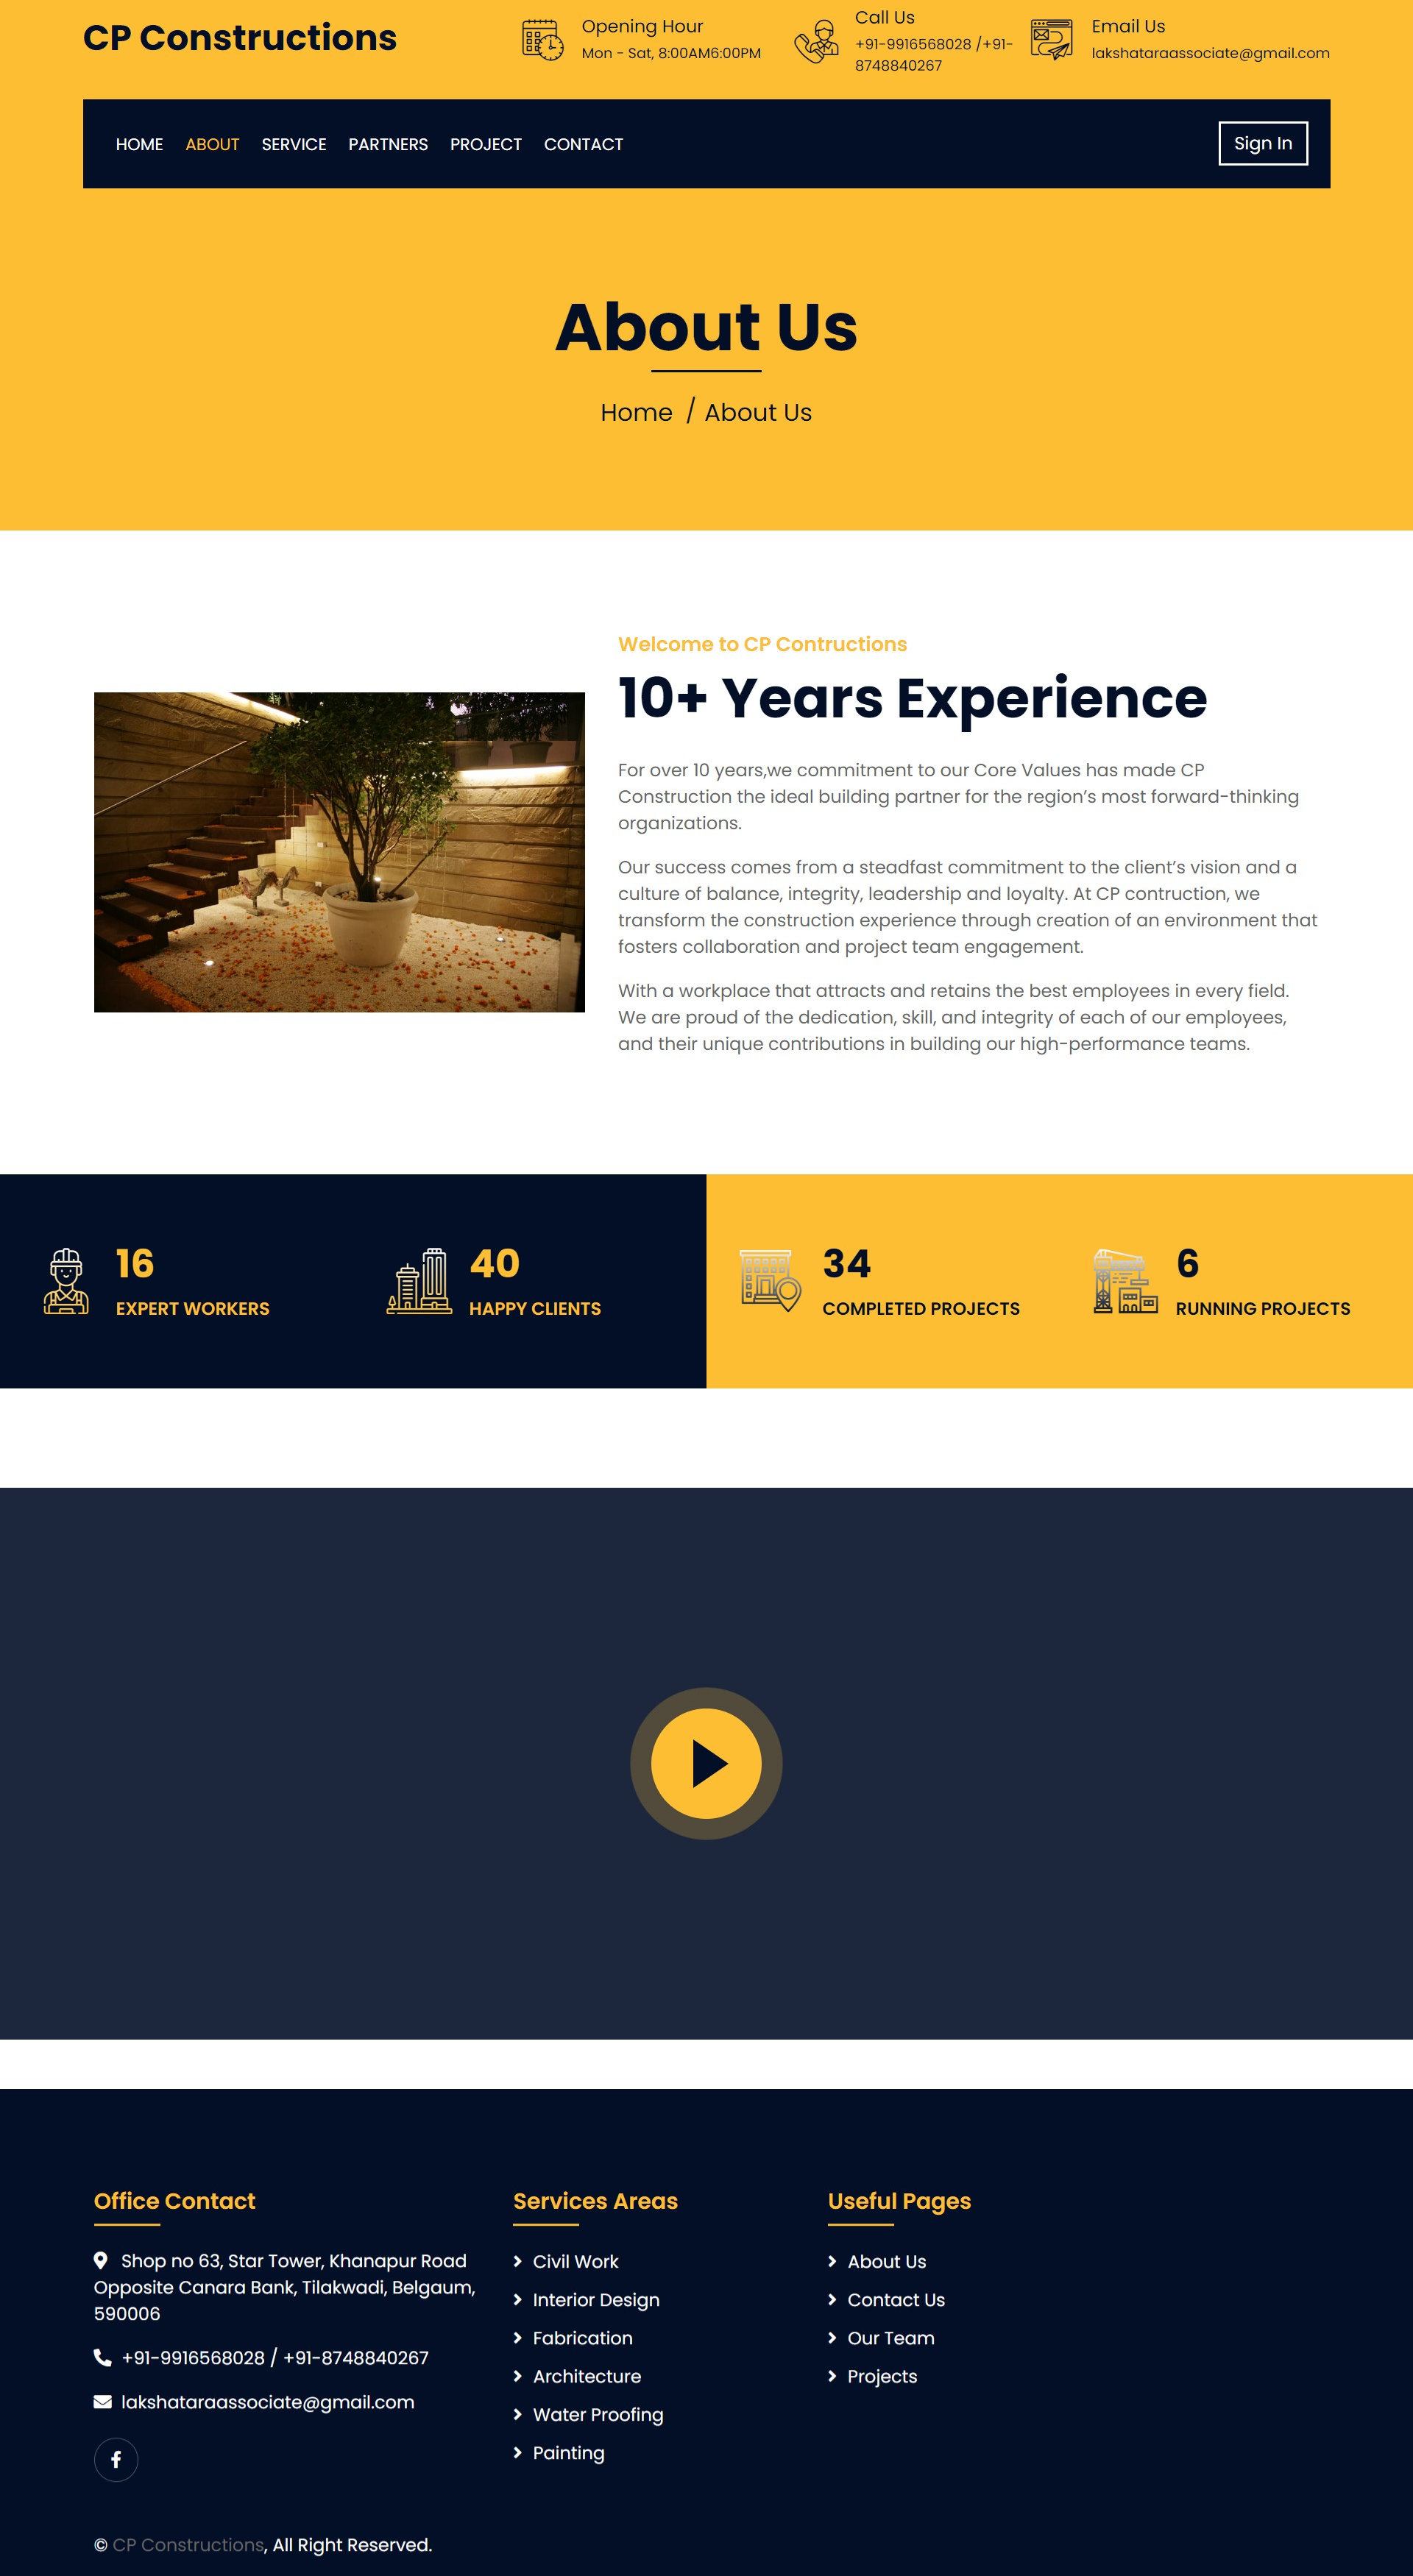 CP Constructions
Opening Hour
Mon - Sat, 8:00AM6:00PM
Call Us
+91-9916568028 /+91-
8748840267
Email Us
lakshataraassociate@gmail.com
HOME ABOUT SERVICE PARTNERS PROJECT CONTACT
Sign In
About Us
Home / About Us
Welcome to CP Contructions
10+ Years Experience
For over 10 years,we commitment to our Core Values has made CP
Construction the ideal building partner for the region's most forward-thinking
organizations.
Our success comes from a steadfast commitment to the client's vision and a
culture of balance, integrity, leadership and loyalty. At CP contruction, we
transform the construction experience through creation of an environment that
fosters collaboration and project team engagement.
With a workplace that attracts and retains the best employees in every field.
We are proud of the dedication, skill, and integrity of each of our employees,
and their unique contributions in building our high-performance teams.
16
EXPERT WORKERS
40
HAPPY CLIENTS
34
COMPLETED PROJECTS
6
RUNNING PROJECTS
Office Contact
Shop no 63, Star Tower, Khanapur Road
Opposite Canara Bank, Tilakwadi, Belgaum,
590006
+91-9916568028 / +91-8748840267
lakshataraassociate@gmail.com
Services Areas
Civil Work
Interior Design
Fabrication
Architecture
Water Proofing
Painting
Useful Pages
About Us
Contact Us
Our Team
Projects
© CP Constructions, All Right Reserved.